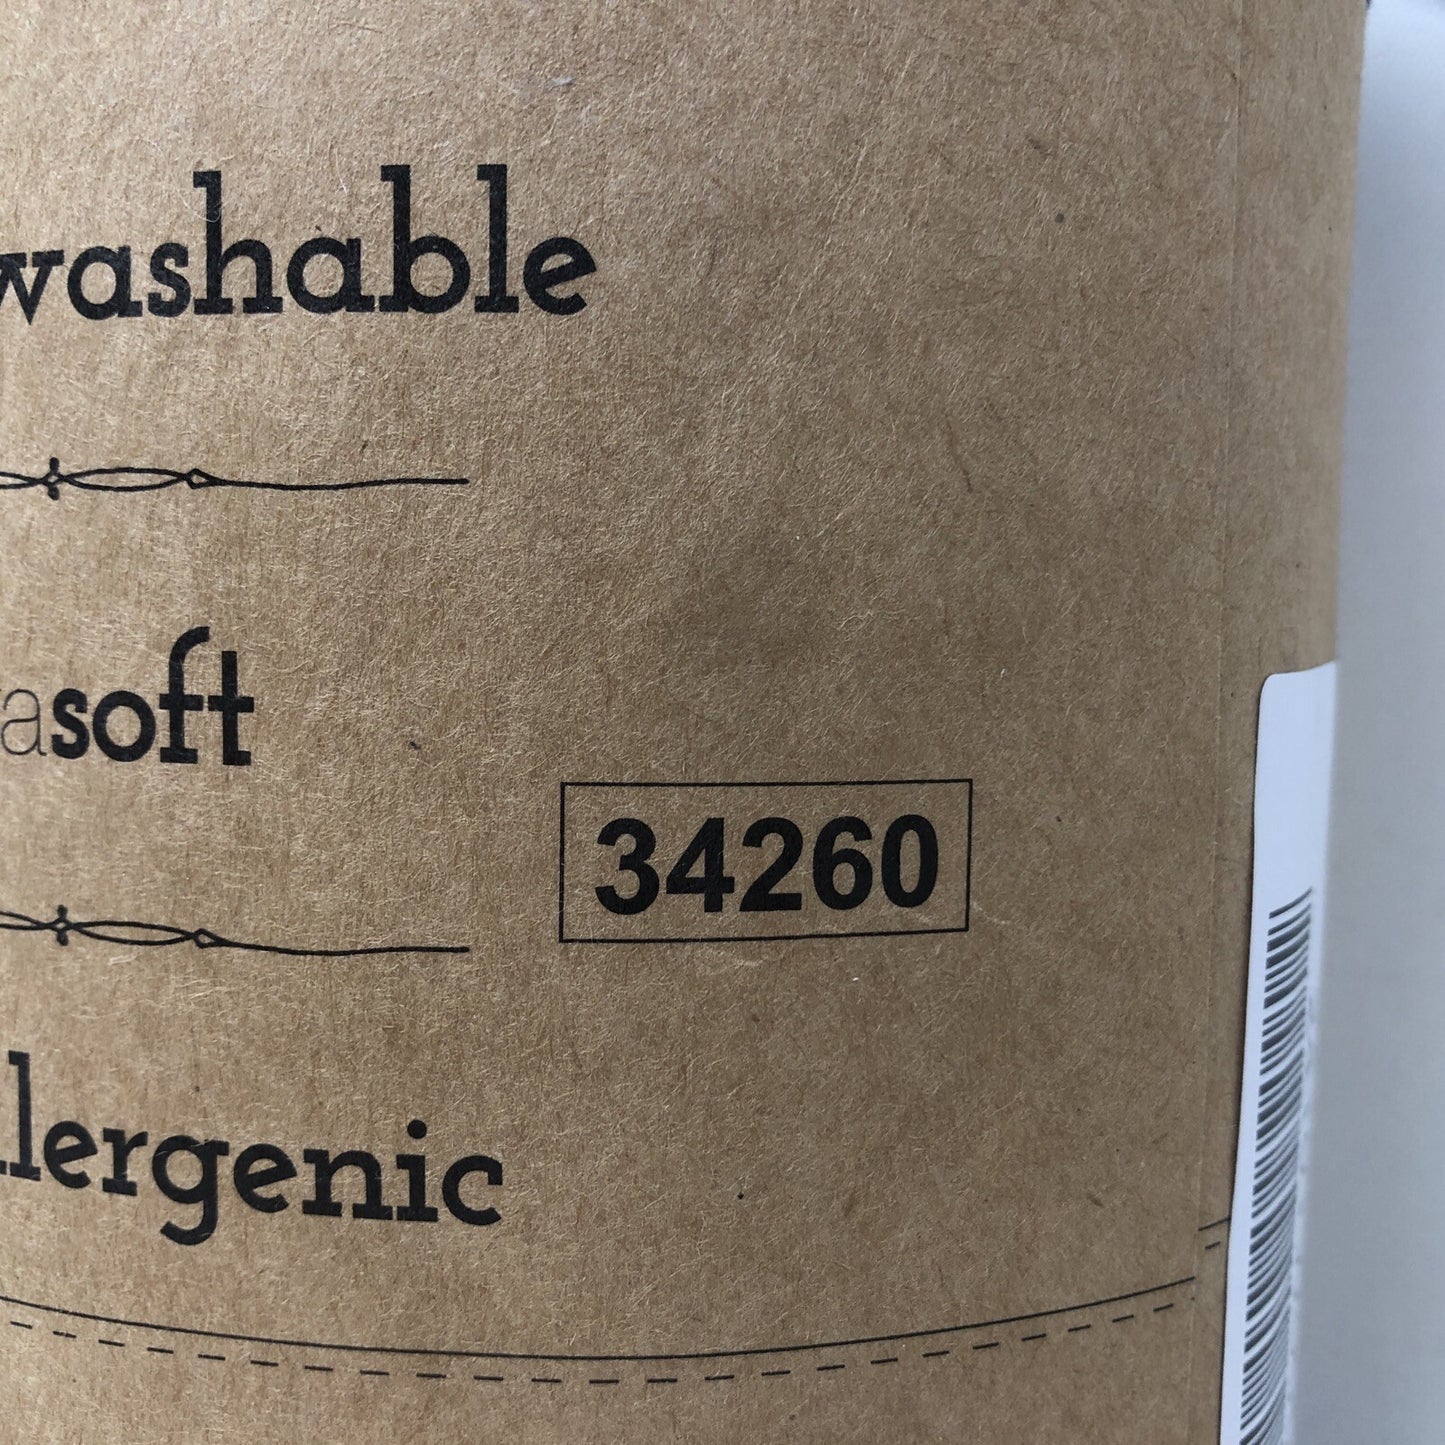 washable
asoft
34260
llergenic